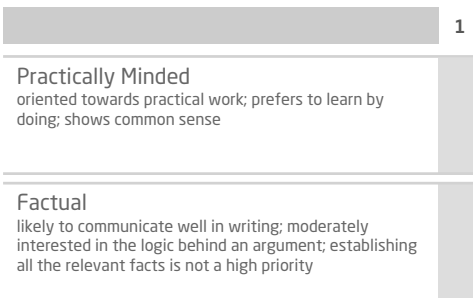 1
Practically Minded
oriented towards practical work; prefers to learn by
doing; shows common sense
Factual
likely to communicate well in writing; moderately
interested in the logic behind an argument; establishing
all the relevant facts is not a high priority